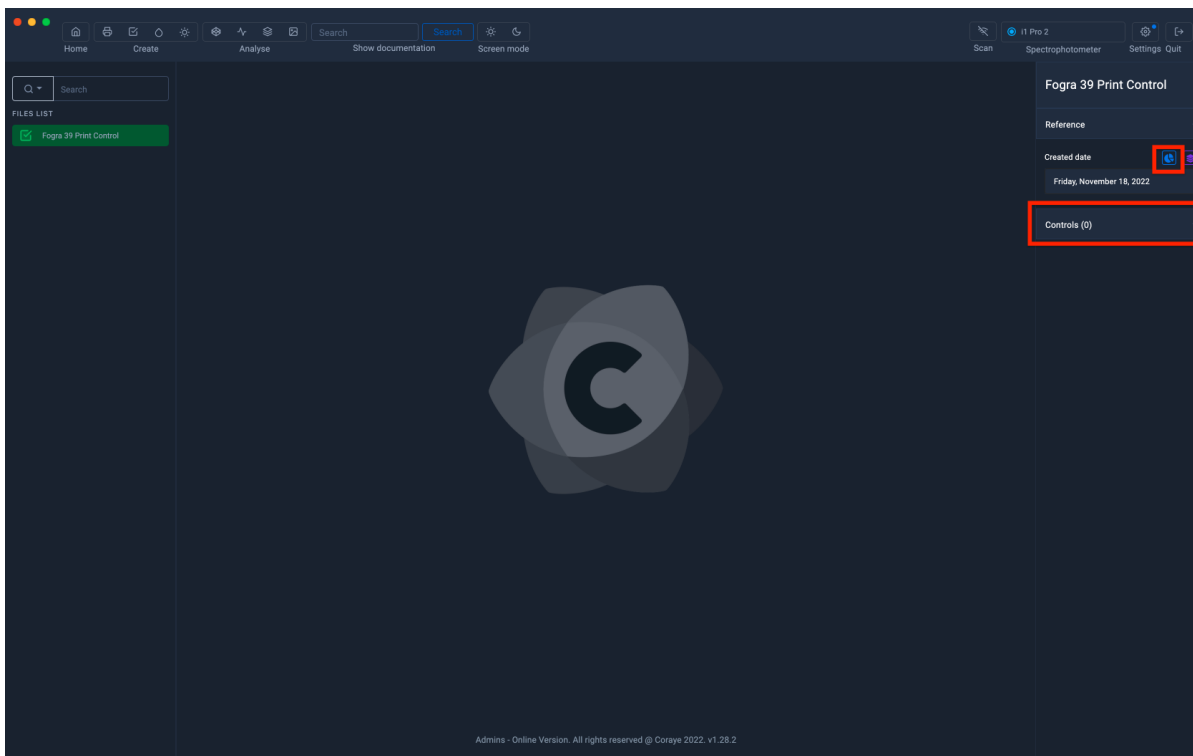 Search Search
i1 Pro 2
Home Create Analyse Show documentation Screen mode Scan Spectrophotometer Settings Quit
Search
FILES LIST
Fogra 39 Print Control
Fogra 39 Print Control
Reference
Created date
Friday, November 18, 2022
Controls (0)
C
Admins - Online Version. All rights reserved @ Coraye 2022. v1.28.2